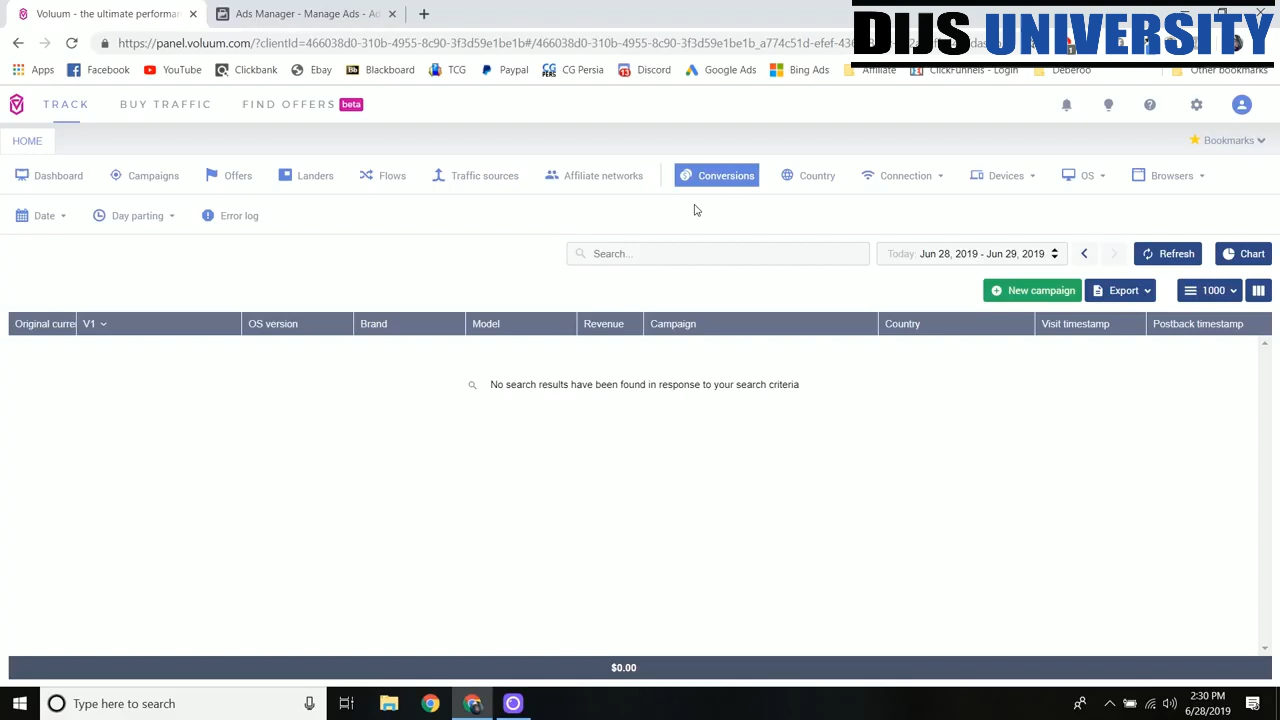 Voluum - the ultimate performan
Ads Manager - Manage Ads - Ad
DIJS UNIVERSITY
https://panel.voluum.com/?clientId=466038d0-310b-4955-8c90-3f3d59e1be1b#/466038d0-310b-4955-8c90-3f3d59e1be1b_a774c51d-efef-43
Apps
Facebook
YouTube
Clickbank
Ebay
Blackboard
TCG
Paypal
CG Persia
Discord
Google Ads
Bing Ads
Affiliate
ClickFunnels - Login
Deberoo
Other bookmarks
TRACK
BUY TRAFFIC
FIND OFFERS beta
HOME
Bookmarks
Dashboard
Campaigns
Offers
Landers
Flows
Traffic sources
Affiliate networks
Conversions
Country
Connection
Devices
OS
Browsers
Date
Day parting
Error log
Search...
Today: Jun 28, 2019 - Jun 29, 2019
Refresh
Chart
New campaign
Export
1000
Original curre
V1
OS version
Brand
Model
Revenue
Campaign
Country
Visit timestamp
Postback timestamp
No search results have been found in response to your search criteria
$0.00
Type here to search
2:30 PM
6/28/2019